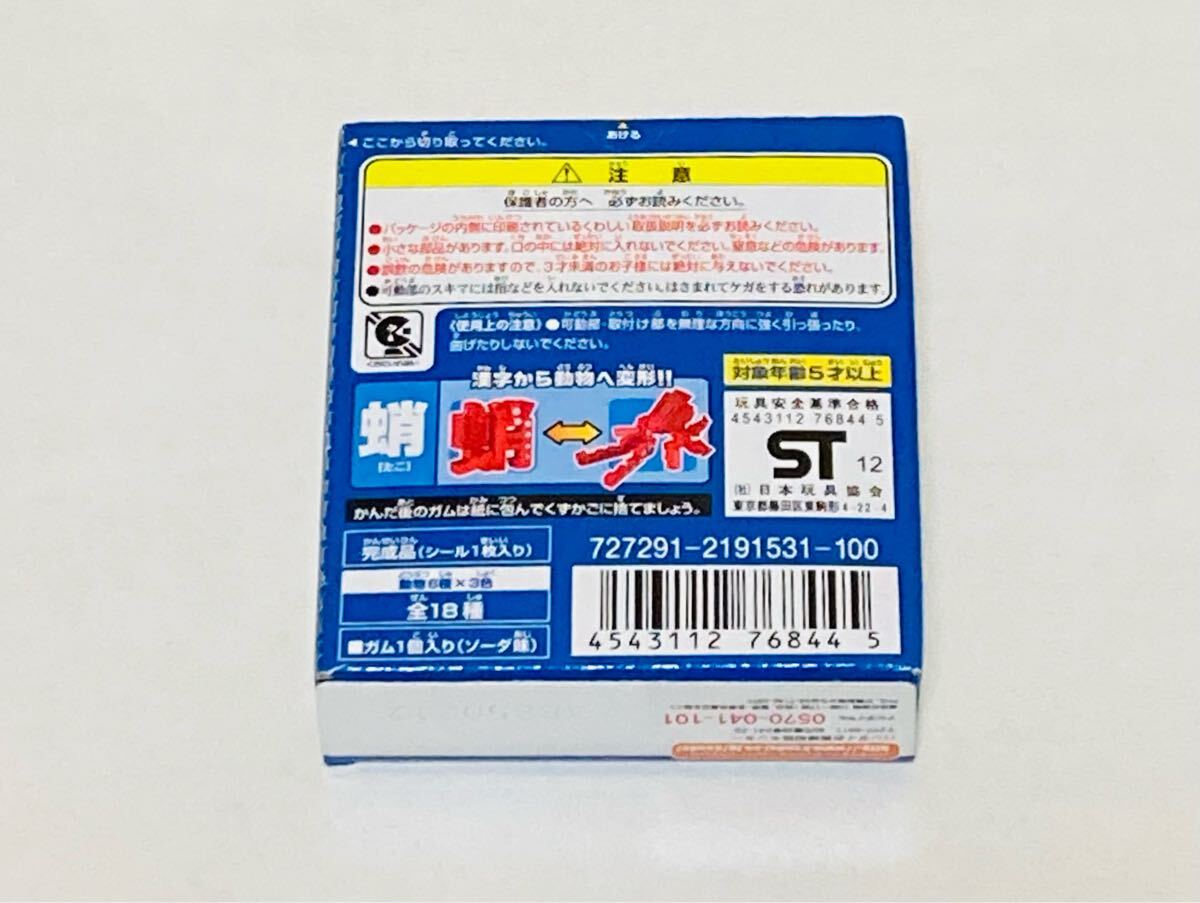 ◀ ここから切り取ってください。
あける
⚠ 注意
保護者の方へ 必ずお読みください。
●パッケージの内側に印刷されているくわしい取扱説明を必ずお読みください。
●小さな部品があります。口の中には絶対に入れないでください。窒息などの危険があります。
●誤飲の危険がありますので、3才未満のお子様には絶対に与えないでください。
●可動部のスキマには指などを入れないでください。はさまれてケガをする恐れがあります。
〈使用上の注意〉●可動部・取付け部を無理な方向に強く引っ張ったり、
曲げたりしないでください。
漢字から動物へ変形!!
蛸
[たこ]
蛸
対象年齢5才以上
玩具安全基準合格
4543112 76844 5
ST 12
(社)日本玩具協会
東京都墨田区東駒形4-22-4
かんだ後のガムは紙に包んでくずかごに捨てましょう。
完成品(シール1枚入り)
動物6種×3色
全18種
■ガム1個入り(ソーダ味)
727291-2191531-100
4543112 76844 5
0570-041-101